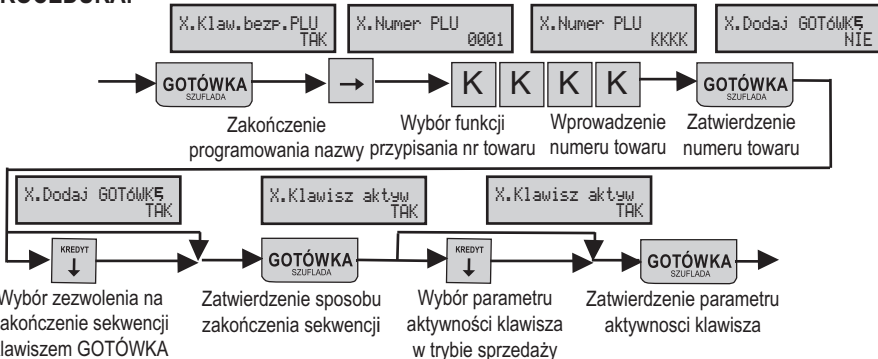 X.Klaw.bezp.PLU
TAK
X.Numer PLU
0001
X.Numer PLU
KKKK
X.Dodaj GOTóWKĘ
NIE
GOTÓWKA
SZUFLADA
→
K K K K
GOTÓWKA
SZUFLADA
Zakończenie
programowania nazwy
Wybór funkcji
przypisania nr towaru
Wprowadzenie
numeru towaru
Zatwierdzenie
numeru towaru
X.Dodaj GOTóWKĘ
TAK
X.Klawisz aktyw
TAK
X.Klawisz aktyw
TAK
KREDYT
↓
GOTÓWKA
SZUFLADA
KREDYT
↓
GOTÓWKA
SZUFLADA
Wybór zezwolenia na
zakończenie sekwencji
klawiszem GOTÓWKA
Zatwierdzenie sposobu
zakończenia sekwencji
Wybór parametru
aktywności klawisza
w trybie sprzedaży
Zatwierdzenie parametru
aktywnosci klawisza